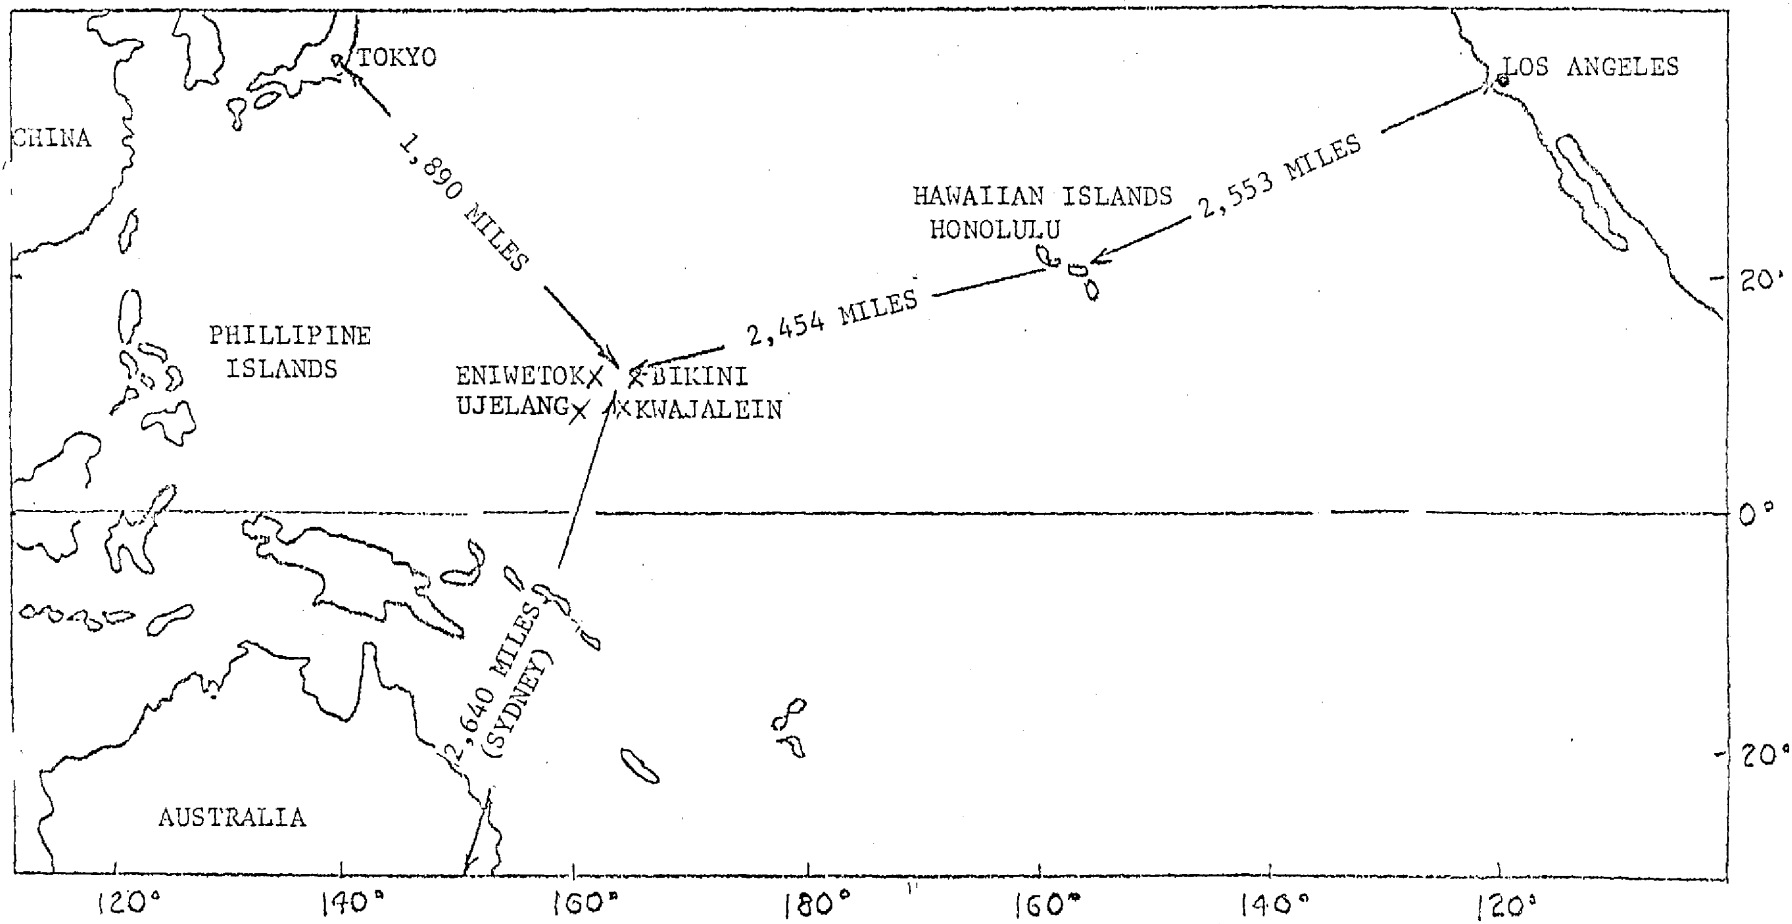 TOKYO
LOS ANGELES
CHINA
1,890 MILES
2,553 MILES
HAWAIIAN ISLANDS
HONOLULU
20°
2,454 MILES
PHILLIPINE
ISLANDS
ENIWETOK
BIKINI
UJELANG
KWAJALEIN
0°
2,640 MILES
(SYDNEY)
20°
AUSTRALIA
120°
140°
160°
180°
160°
140°
120°